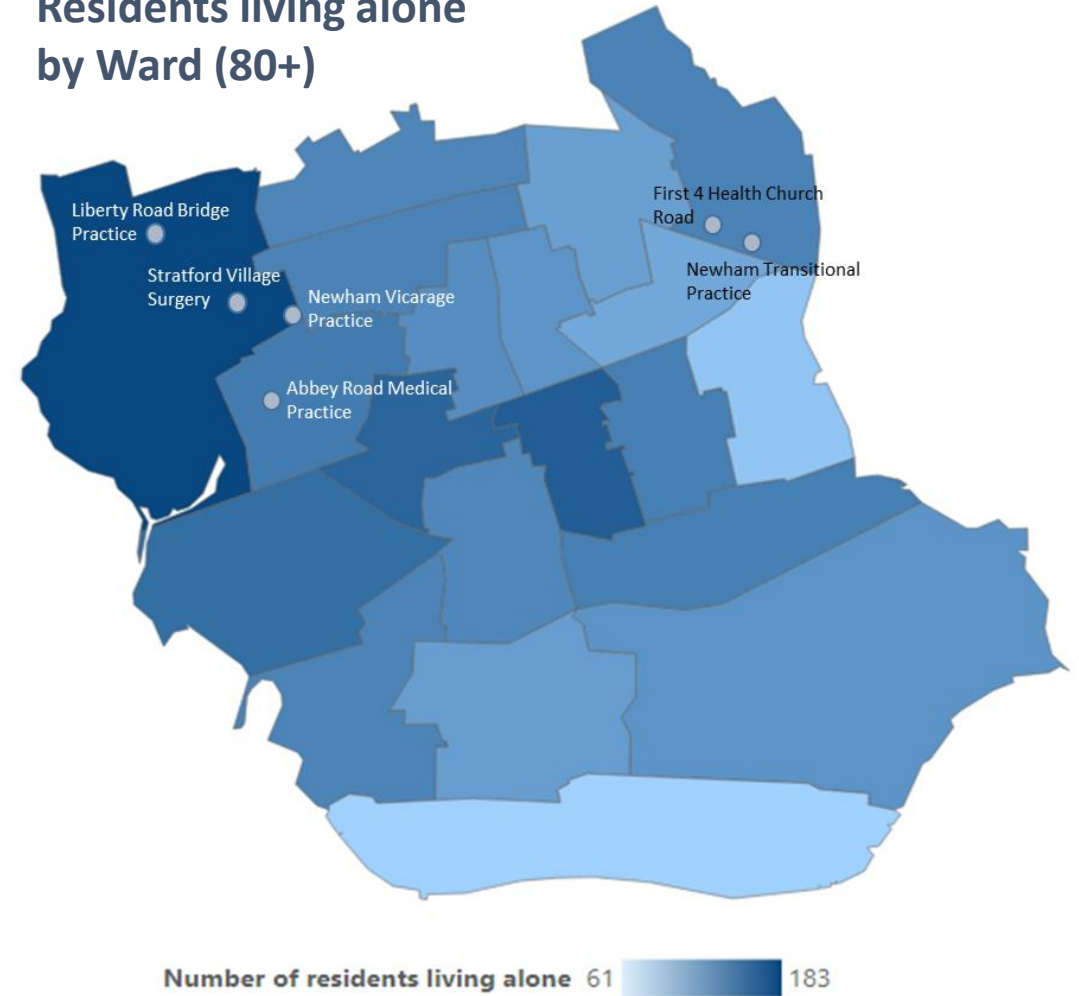 Residents living alone
by Ward (80+)
Liberty Road Bridge
Practice
Stratford Village
Surgery
Newham Vicarage
Practice
Abbey Road Medical
Practice
First 4 Health Church
Road
Newham Transitional
Practice
Number of residents living alone 61 183